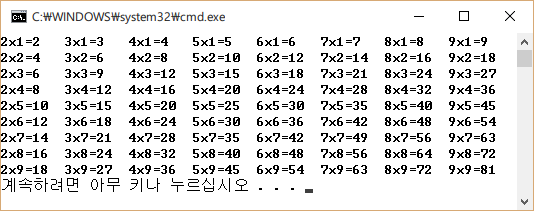 C:₩WINDOWS₩system32₩cmd.exe
2x1=2 3x1=3 4x1=4 5x1=5 6x1=6 7x1=7 8x1=8 9x1=9
2x2=4 3x2=6 4x2=8 5x2=10 6x2=12 7x2=14 8x2=16 9x2=18
2x3=6 3x3=9 4x3=12 5x3=15 6x3=18 7x3=21 8x3=24 9x3=27
2x4=8 3x4=12 4x4=16 5x4=20 6x4=24 7x4=28 8x4=32 9x4=36
2x5=10 3x5=15 4x5=20 5x5=25 6x5=30 7x5=35 8x5=40 9x5=45
2x6=12 3x6=18 4x6=24 5x6=30 6x6=36 7x6=42 8x6=48 9x6=54
2x7=14 3x7=21 4x7=28 5x7=35 6x7=42 7x7=49 8x7=56 9x7=63
2x8=16 3x8=24 4x8=32 5x8=40 6x8=48 7x8=56 8x8=64 9x8=72
2x9=18 3x9=27 4x9=36 5x9=45 6x9=54 7x9=63 8x9=72 9x9=81
계속하려면 아무 키나 누르십시오 . . .